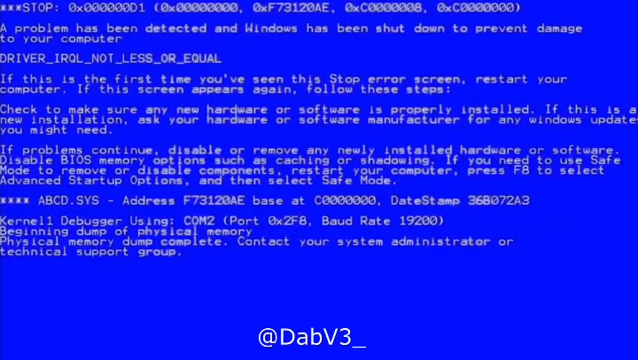 ***STOP: 0x000000D1 (0x00000000, 0xF73120AE, 0xC0000008, 0xC0000000)
A problem has been detected and Windows has been shut down to prevent damage
to your computer
DRIVER_IRQL_NOT_LESS_OR_EQUAL
If this is the first time you've seen this Stop error screen, restart your
computer. If this screen appears again, follow these steps:
Check to make sure any new hardware or software is properly installed. If this is a
new installation, ask your hardware or software manufacturer for any windows updates
you might need.
If problems continue, disable or remove any newly installed hardware or software.
Disable BIOS memory options such as caching or shadowing. If you need to use Safe
Mode to remove or disable components, restart your computer, press F8 to select
Advanced Startup Options, and then select Safe Mode.
**** ABCD.SYS - Address F73120AE base at C0000000, DateStamp 36B072A3
Kernel1 Debugger Using: COM2 (Port 0x2F8, Baud Rate 19200)
Beginning dump of physical memory
Physical memory dump complete. Contact your system administrator or
technical support group.
@DabV3_